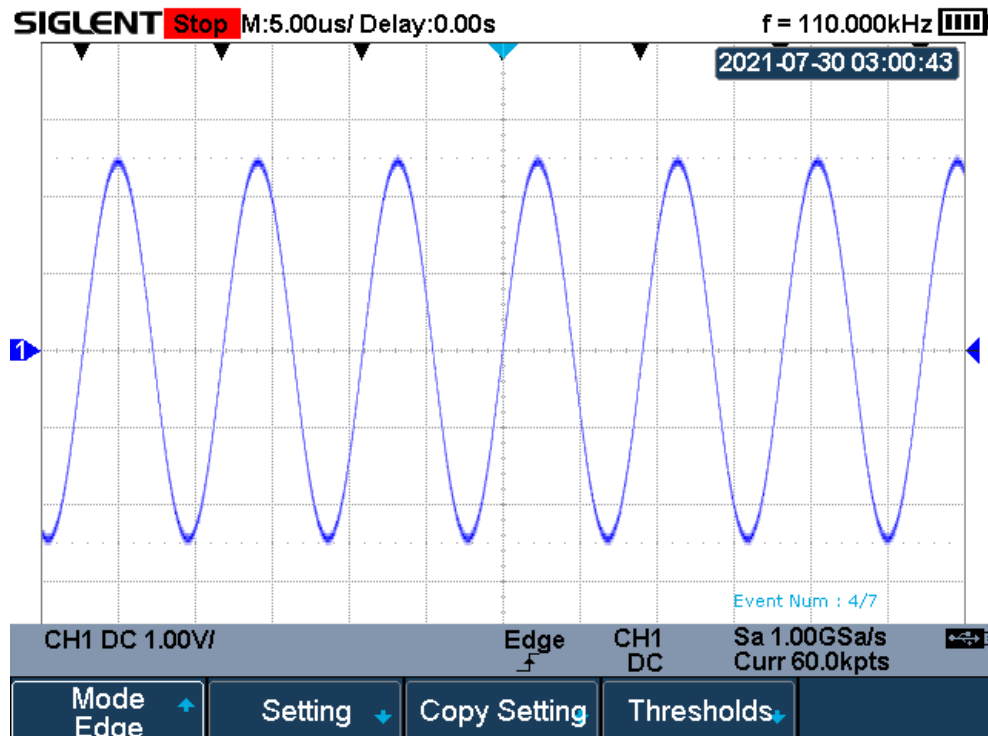 SIGLENT Stop M:5.00us/ Delay:0.00s f = 110.000kHz
2021-07-30 03:00:43
1
Event Num : 4/7
CH1 DC 1.00V/ Edge CH1 Sa 1.00GSa/s
DC Curr 60.0kpts
Mode Setting Copy Setting Thresholds
Edge